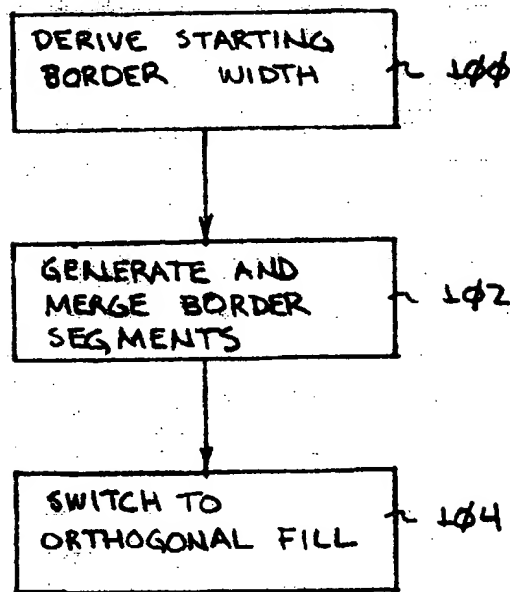 DERIVE STARTING
BORDER WIDTH
100
GENERATE AND
MERGE BORDER
SEGMENTS
102
SWITCH TO
ORTHOGONAL FILL
104